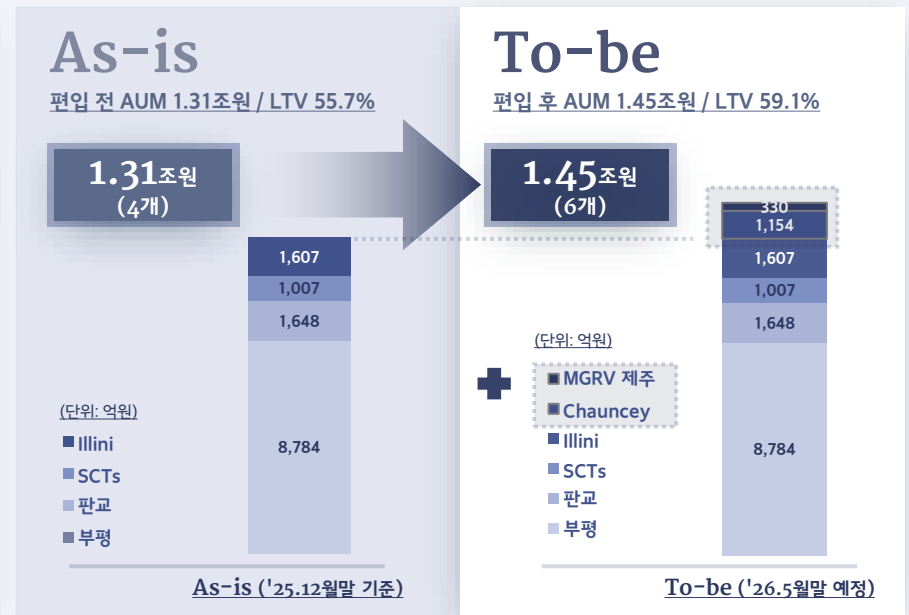 As-is
편입 전 AUM 1.31조원 / LTV 55.7%
1.31조원
(4개)
1,607
1,007
1,648
8,784
(단위: 억원)
Illini
SCTs
판교
부평
As-is ('25.12월말 기준)
To-be
편입 후 AUM 1.45조원 / LTV 59.1%
1.45조원
(6개)
330
1,154
1,607
1,007
1,648
8,784
(단위: 억원)
MGRV 제주
Chauncey
Illini
SCTs
판교
부평
To-be ('26.5월말 예정)